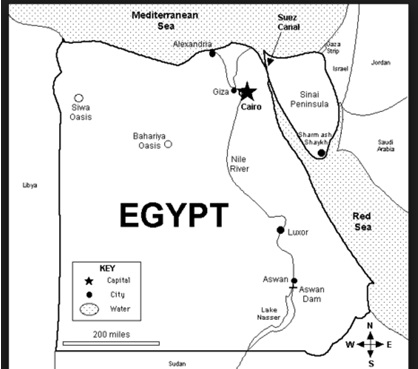 Mediterranean
Sea
Suez
Canal
Alexandria
Gaza
Strip
Israel
Jordan
Giza
Cairo
Sinai
Peninsula
Siwa
Oasis
Bahariya
Oasis
Sharm ash
Shaykh
Saudi
Arabia
Nile
River
Libya
EGYPT
Red
Sea
Luxor
KEY
Capital
City
Water
Aswan
Aswan
Dam
Lake
Nasser
200 miles
N
W E
S
Sudan